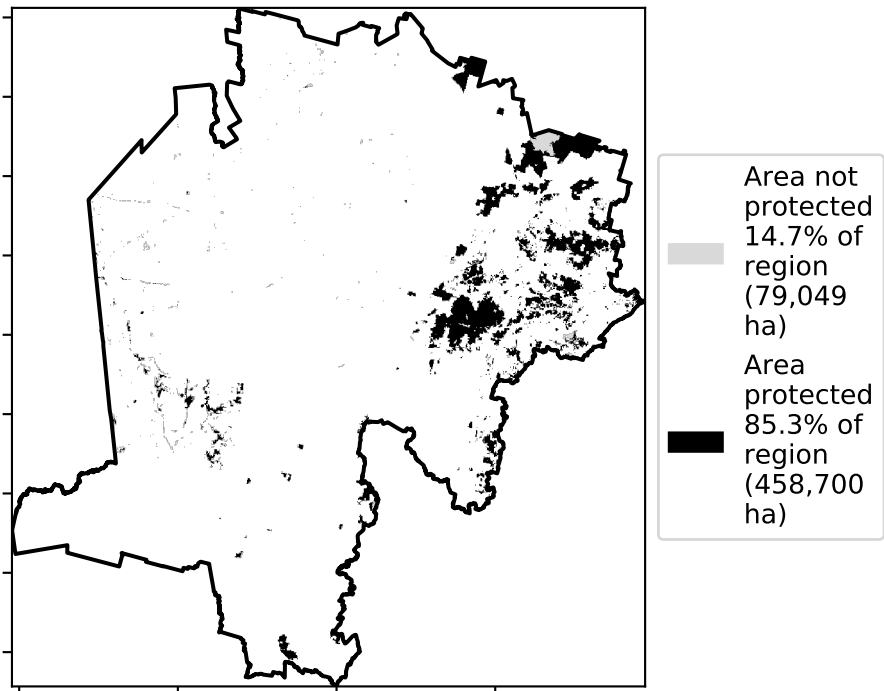 Area not
protected
14.7% of
region
(79,049
ha)
Area
protected
85.3% of
region
(458,700
ha)